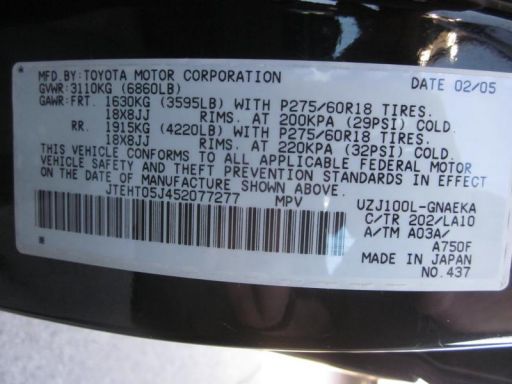 MFD.BY:TOYOTA MOTOR CORPORATION DATE 02/05
GVWR:3110KG (6860LB)
GAWR:FRT. 1630KG (3595LB) WITH P275/60R18 TIRES.
18X8JJ RIMS. AT 200KPA (29PSI) COLD.
RR. 1915KG (4220LB) WITH P275/60R18 TIRES.
18X8JJ RIMS. AT 220KPA (32PSI) COLD.
THIS VEHICLE CONFORMS TO ALL APPLICABLE FEDERAL MOTOR
VEHICLE SAFETY AND THEFT PREVENTION STANDARDS IN EFFECT
ON THE DATE OF MANUFACTURE SHOWN ABOVE.
JTEHT05J452077277 MPV UZJ100L-GNAEKA
C/TR 202/LA10
A/TM A03A/
A750F
MADE IN JAPAN
NO.437